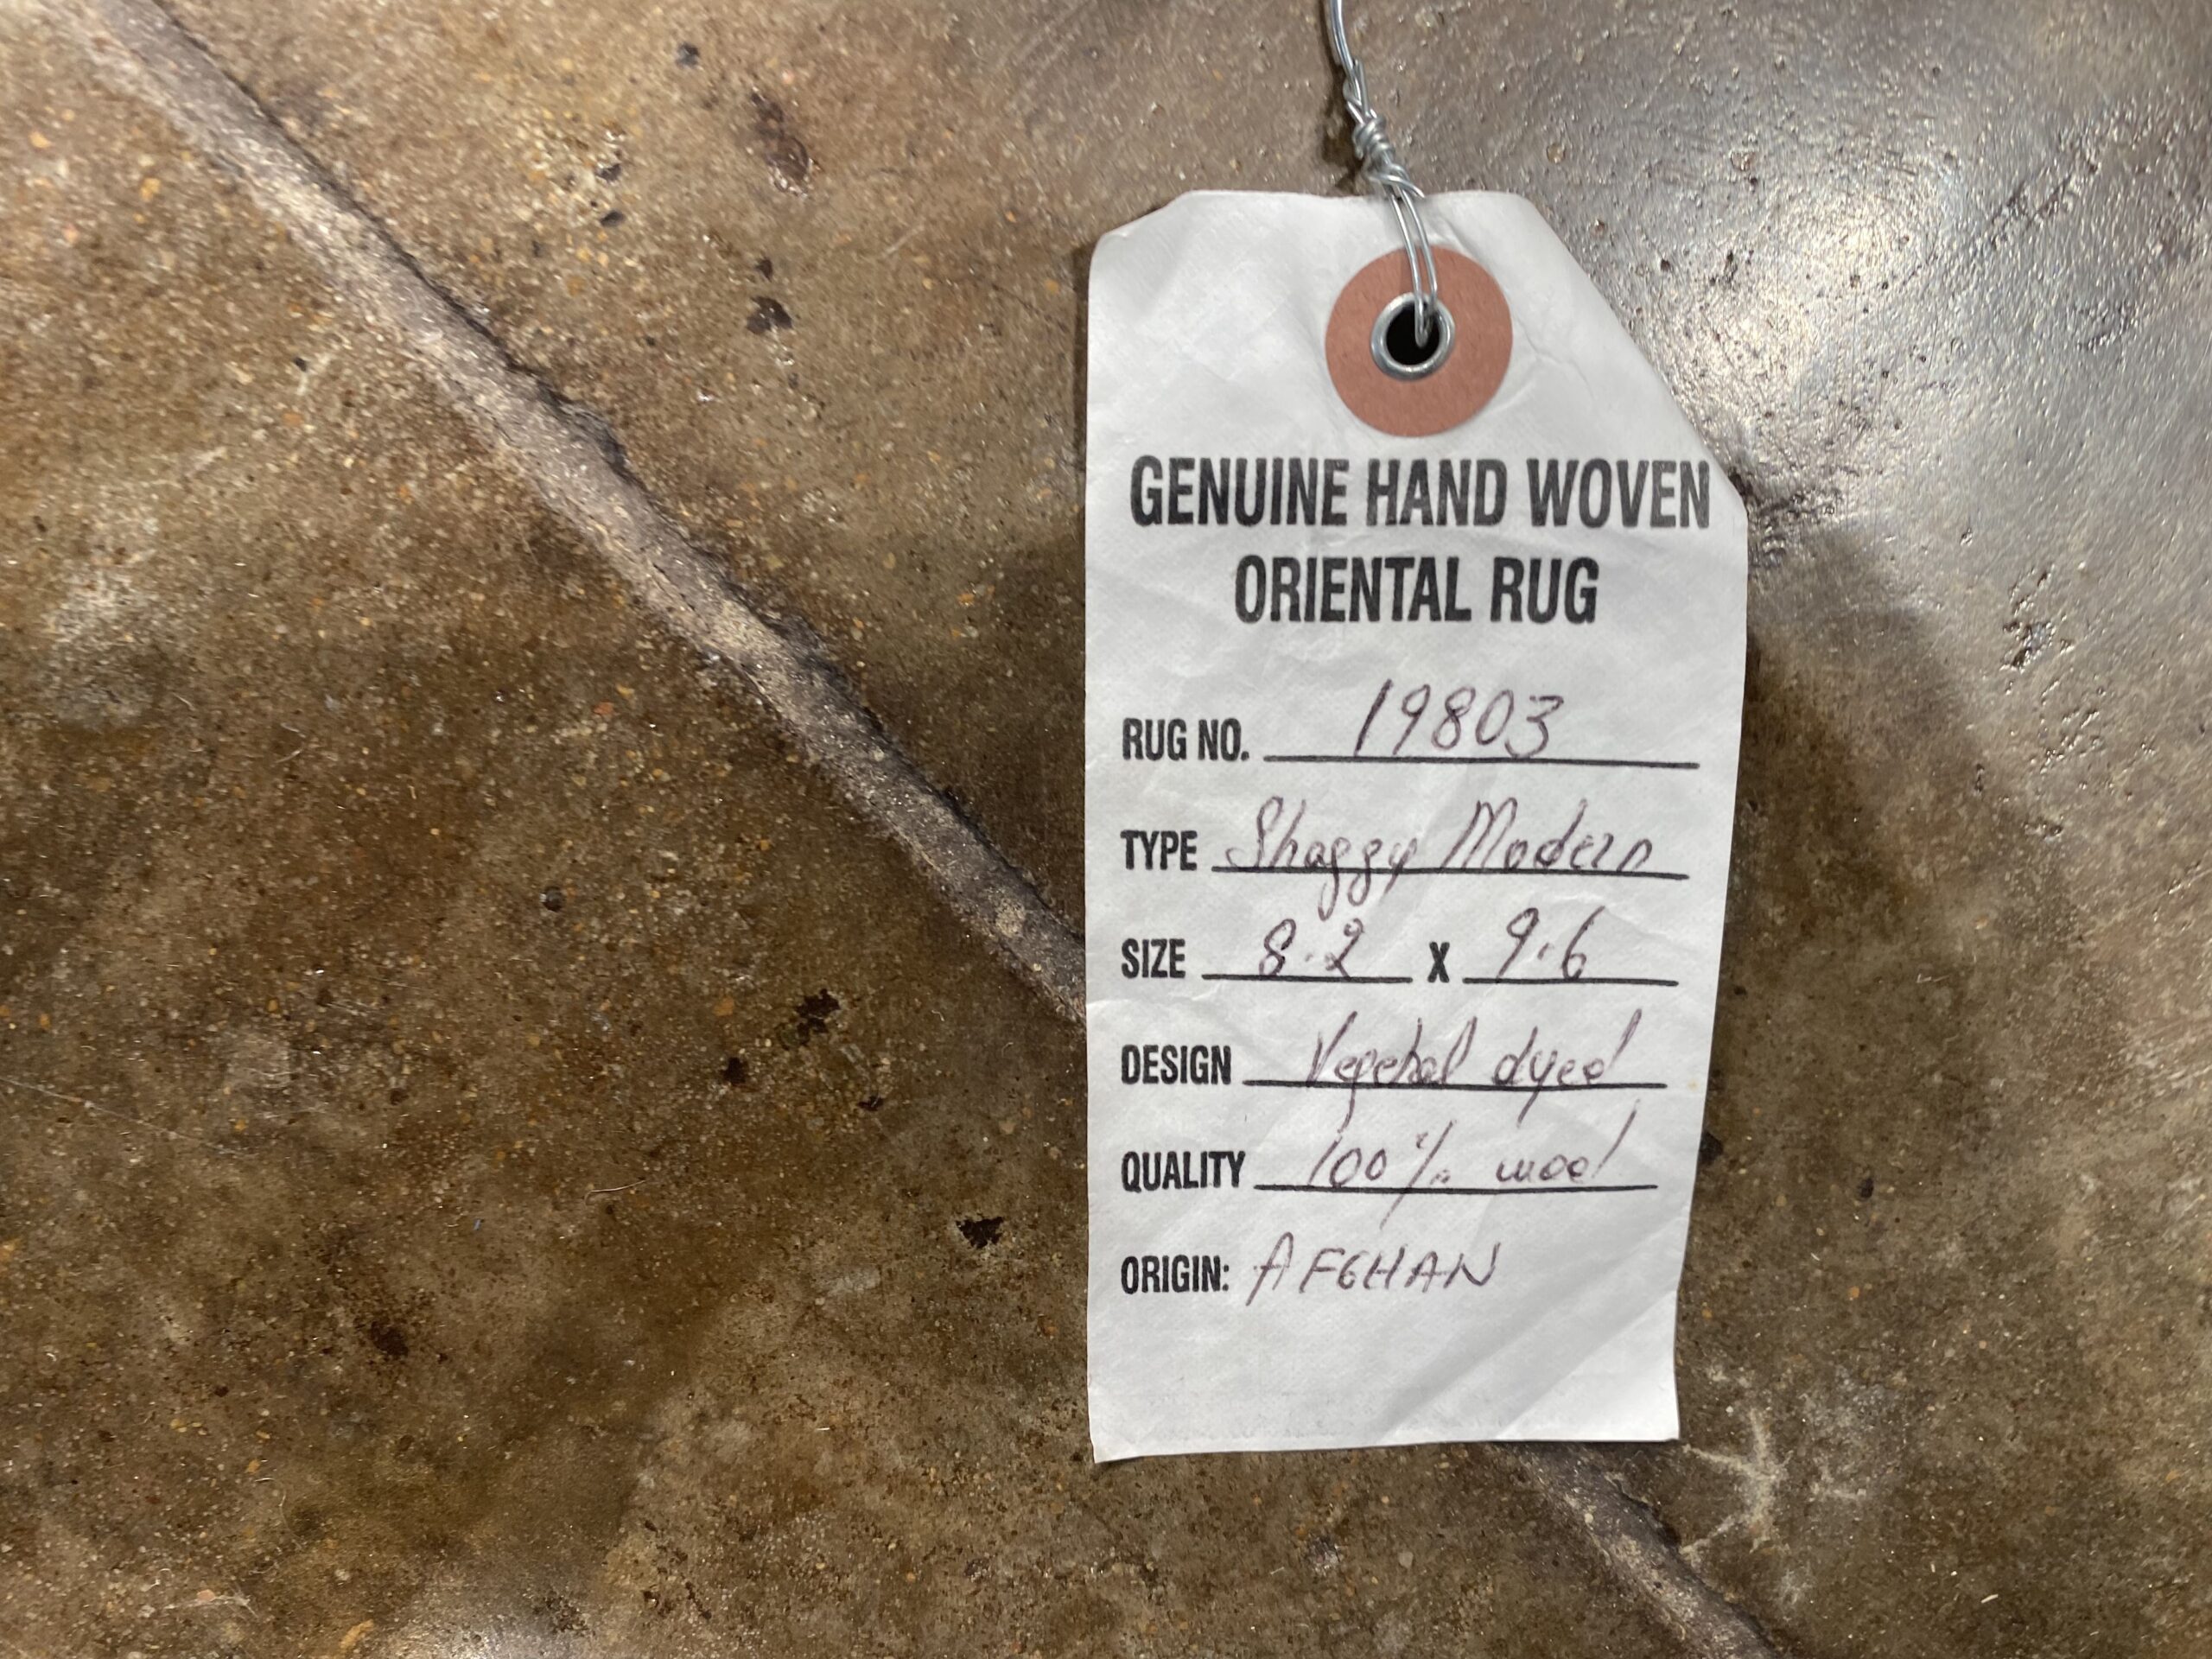 GENUINE HAND WOVEN
ORIENTAL RUG
RUG NO. 19803
TYPE Shaggy Modern
SIZE 8.2 X 9.6
DESIGN Vegetal dyed
QUALITY 100% wool
ORIGIN: AFGHAN